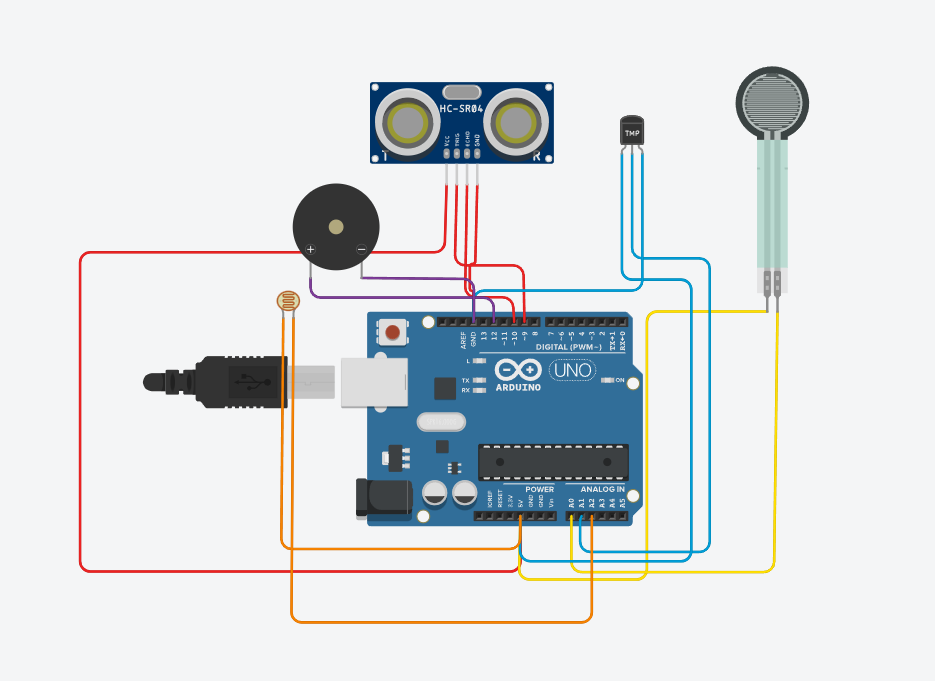 HC-SR04
VCC
TRIG
ECHO
GND
T
R
TMP
+
−
AREF
GND
13
12
~11
~10
~9
8
7
~6
~5
4
~3
2
TX→1
RX←0
DIGITAL (PWM~)
L
TX
RX
ARDUINO
UNO
ON
POWER
ANALOG IN
IOREF
RESET
3.3V
5V
GND
GND
Vin
A0
A1
A2
A3
A4
A5